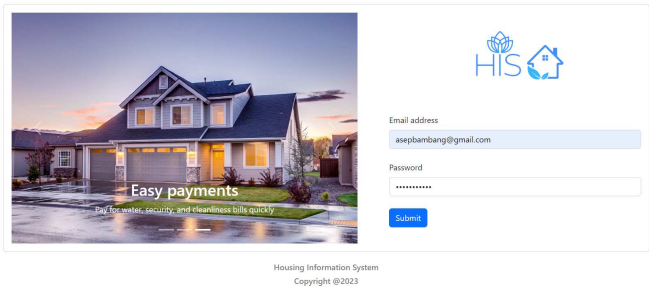 Easy payments
Pay for water, security, and cleanliness bills quickly
HIS
Email address
asepbambang@gmail.com
Password
•••••••••••
Submit
Housing Information System
Copyright @2023